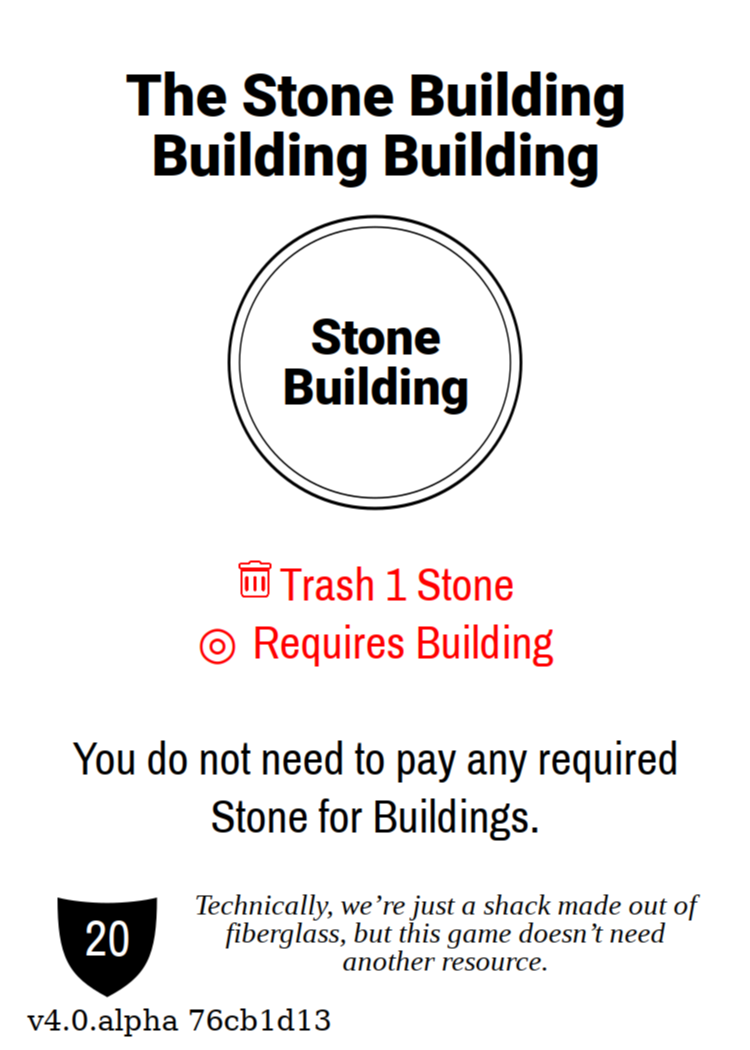 The Stone Building
Building Building
Stone
Building
Trash 1 Stone
Requires Building
You do not need to pay any required
Stone for Buildings.
20
Technically, we’re just a shack made out of
fiberglass, but this game doesn’t need
another resource.
v4.0.alpha 76cb1d13